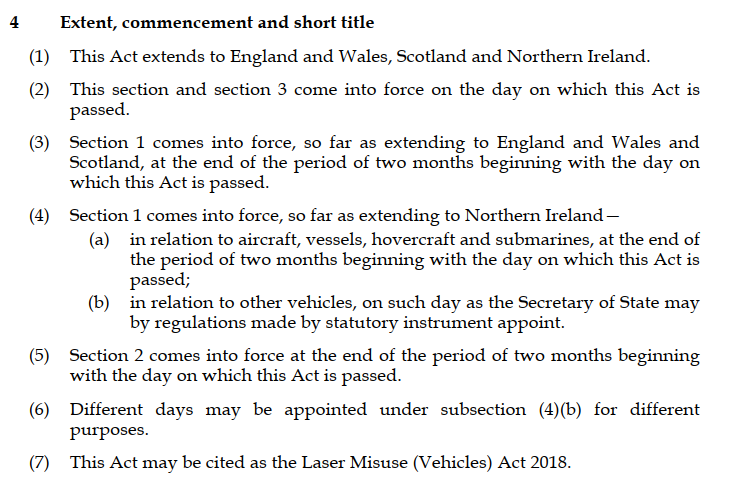 4 Extent, commencement and short title
(1) This Act extends to England and Wales, Scotland and Northern Ireland.
(2) This section and section 3 come into force on the day on which this Act is
passed.
(3) Section 1 comes into force, so far as extending to England and Wales and
Scotland, at the end of the period of two months beginning with the day on
which this Act is passed.
(4) Section 1 comes into force, so far as extending to Northern Ireland—
(a) in relation to aircraft, vessels, hovercraft and submarines, at the end of
the period of two months beginning with the day on which this Act is
passed;
(b) in relation to other vehicles, on such day as the Secretary of State may
by regulations made by statutory instrument appoint.
(5) Section 2 comes into force at the end of the period of two months beginning
with the day on which this Act is passed.
(6) Different days may be appointed under subsection (4)(b) for different
purposes.
(7) This Act may be cited as the Laser Misuse (Vehicles) Act 2018.